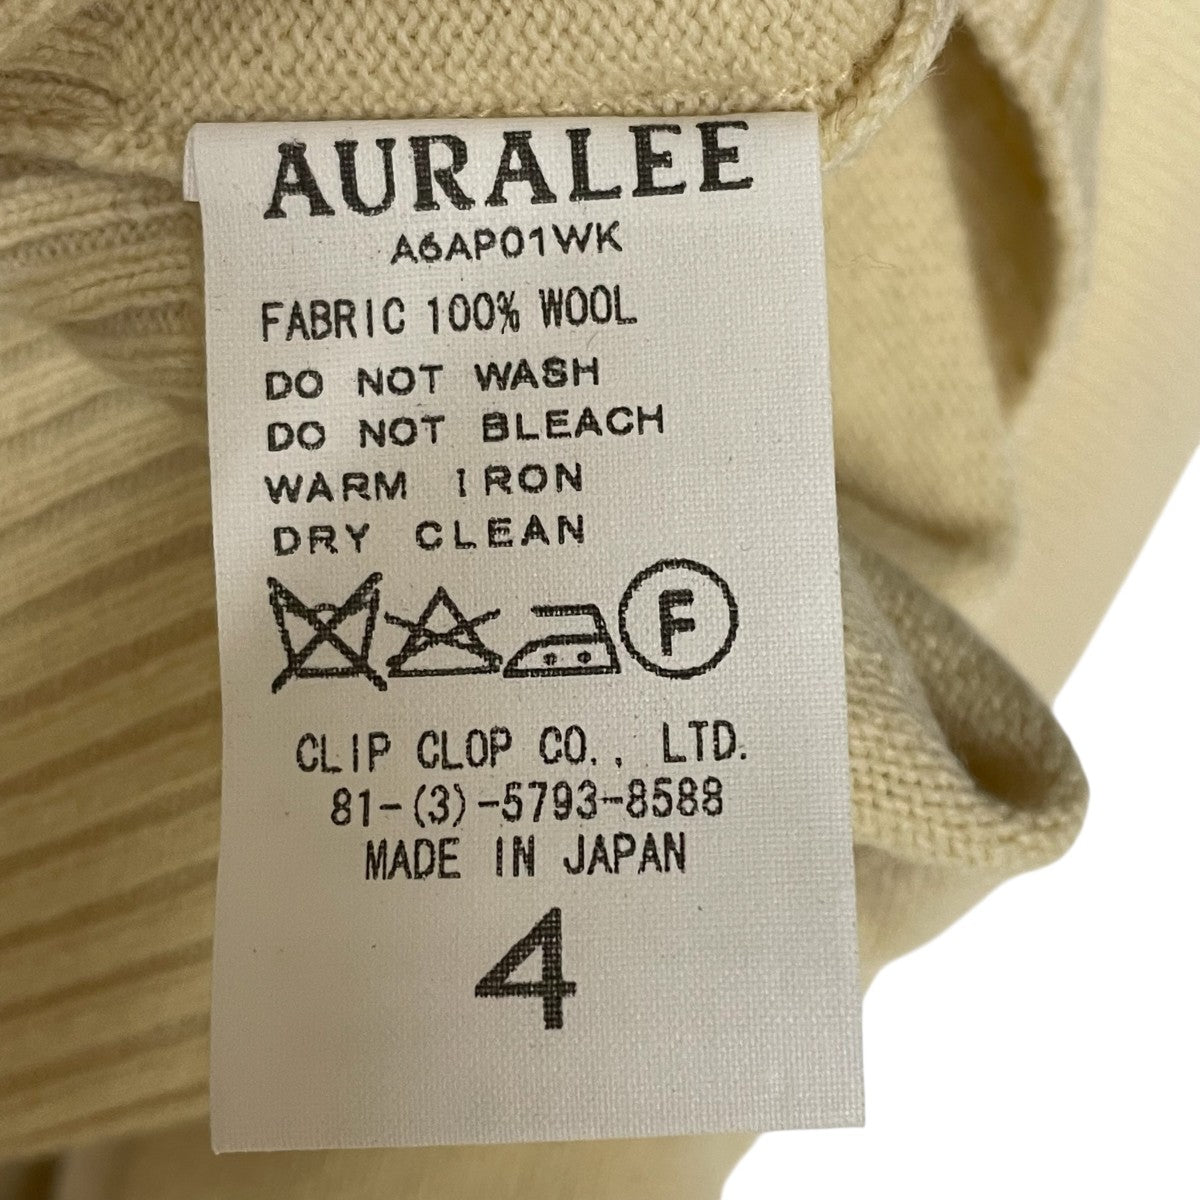 AURALEE
A6AP01WK
FABRIC 100% WOOL
DO NOT WASH
DO NOT BLEACH
WARM IRON
DRY CLEAN
F
CLIP CLOP CO., LTD.
81-(3)-5793-8588
MADE IN JAPAN
4